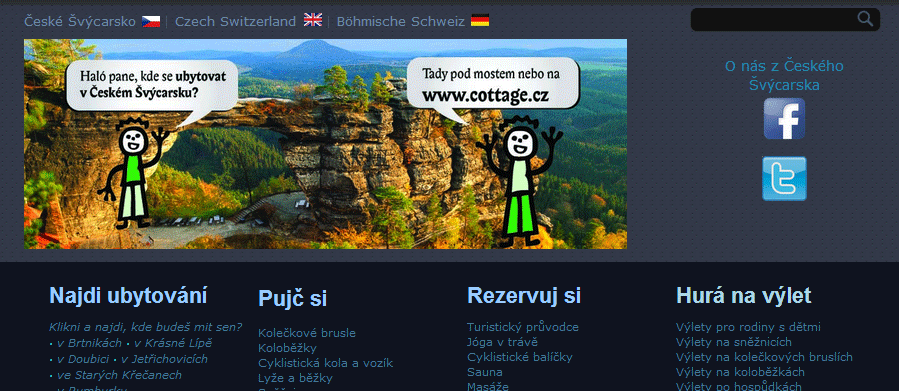 České Švýcarsko | Czech Switzerland | Böhmische Schweiz
Haló pane, kde se ubytovat
v Českém Švýcarsku?
Tady pod mostem nebo na
www.cottage.cz
O nás z Českého
Švýcarska
Najdi ubytování
Klikni a najdi, kde budeš mit sen?
• v Brtnikách • v Krásné Lípě
• v Doubici • v Jetřichovicích
• ve Starých Křečanech
• v Rumburku
Pujč si
Kolečkové brusle
Koloběžky
Cyklistická kola a vozík
Lyže a běžky
Rezervuj si
Turistický průvodce
Jóga v trávě
Cyklistické balíčky
Sauna
Masáže
Hurá na výlet
Výlety pro rodiny s dětmi
Výlety na sněžnicích
Výlety na kolečkových bruslích
Výlety na koloběžkách
Výlety po hospůdkách